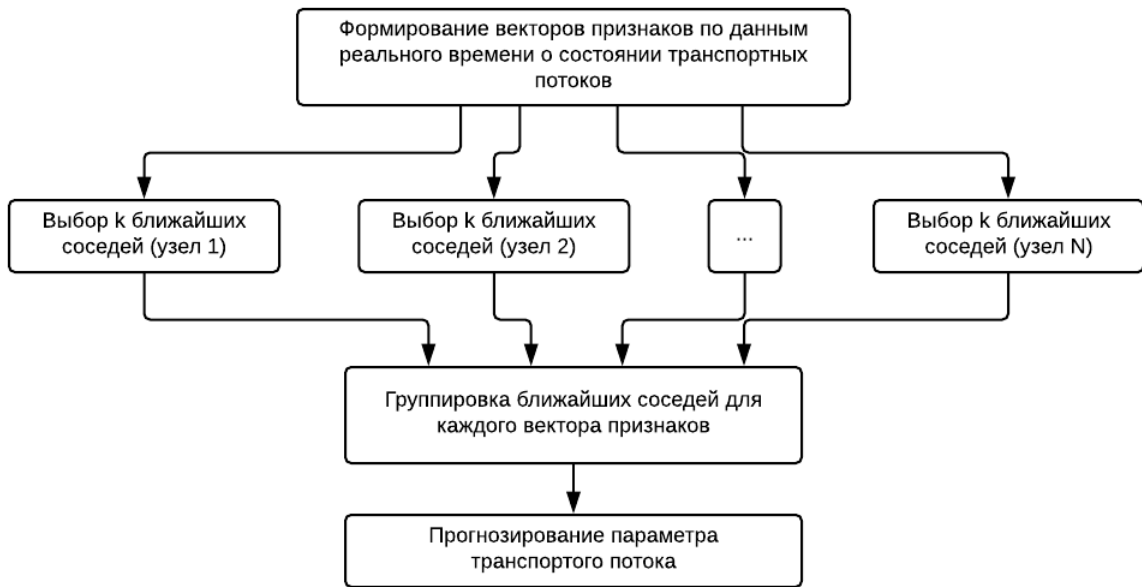 Формирование векторов признаков по данным
реального времени о состоянии транспортных
потоков
Выбор k ближайших
соседей (узел 1)
Выбор k ближайших
соседей (узел 2)
...
Выбор k ближайших
соседей (узел N)
Группировка ближайших соседей для
каждого вектора признаков
Прогнозирование параметра
транспортого потока